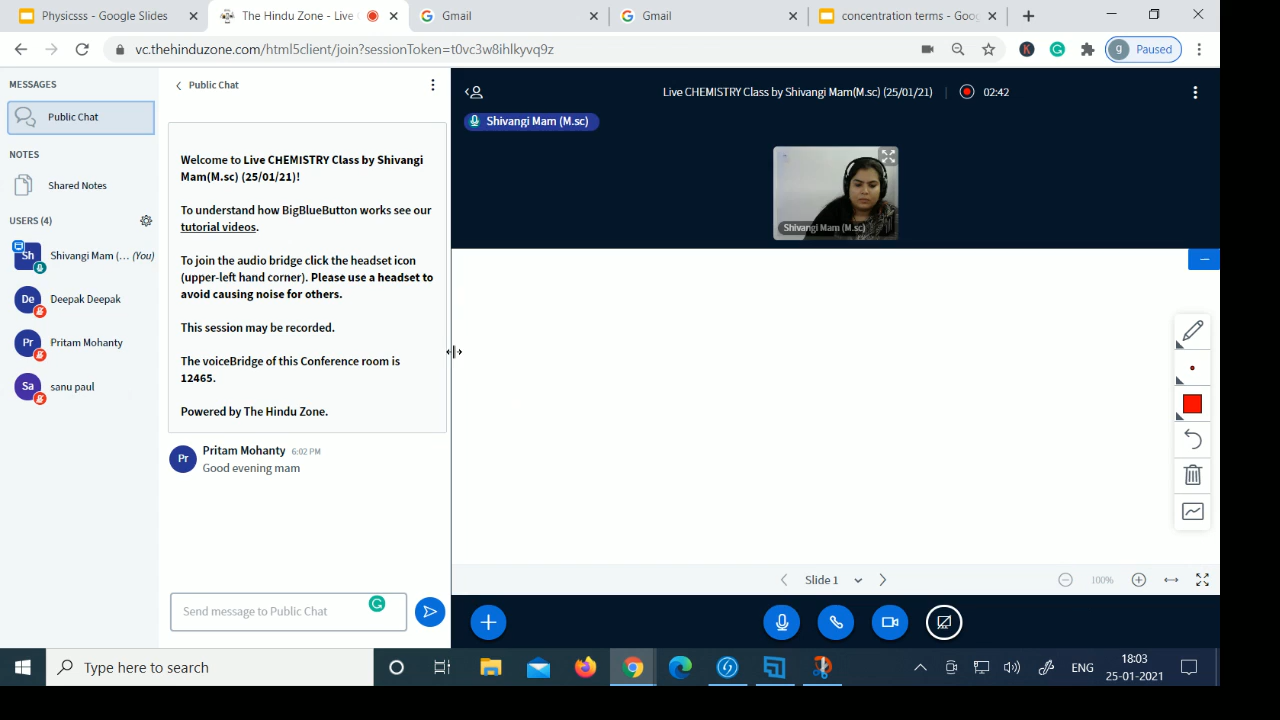 Physicsss - Google Slides
The Hindu Zone - Live
Gmail
Gmail
concentration terms - Goo
vc.thehinduzone.com/html5client/join?sessionToken=t0vc3w8ihlkyvq9z
K
G
g
Paused
MESSAGES
Public Chat
NOTES
Shared Notes
USERS (4)
Sh
Shivangi Mam (... (You)
De
Deepak Deepak
Pr
Pritam Mohanty
Sa
sanu paul
Public Chat
Welcome to Live CHEMISTRY Class by Shivangi
Mam(M.sc) (25/01/21)!
To understand how BigBlueButton works see our
tutorial videos.
To join the audio bridge click the headset icon
(upper-left hand corner). Please use a headset to
avoid causing noise for others.
This session may be recorded.
The voiceBridge of this Conference room is
12465.
Powered by The Hindu Zone.
Pr
Pritam Mohanty 6:02 PM
Good evening mam
Send message to Public Chat
Live CHEMISTRY Class by Shivangi Mam(M.sc) (25/01/21)
02:42
Shivangi Mam (M.sc)
Shivangi Mam (M.sc)
Slide 1
100%
Type here to search
ENG
18:03
25-01-2021